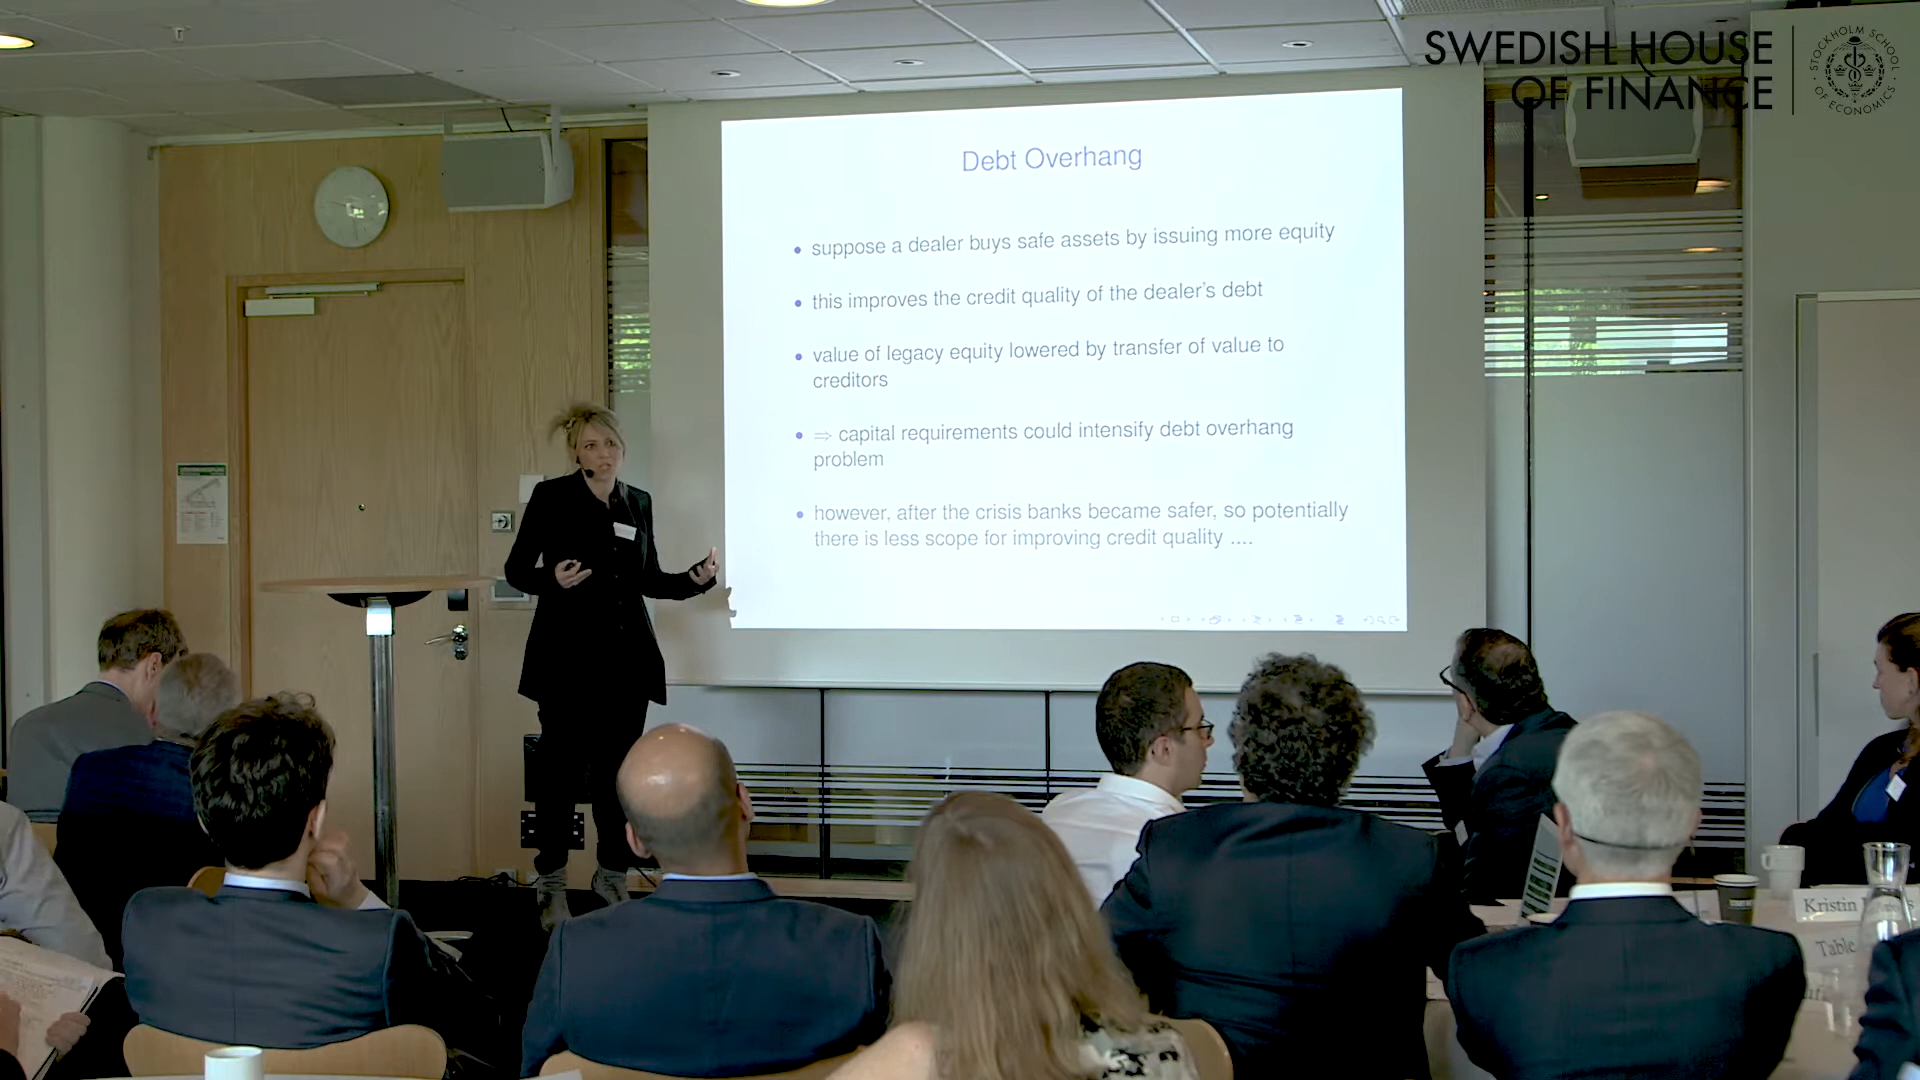 SWEDISH HOUSE
OF FINANCE
STOCKHOLM SCHOOL
OF ECONOMICS
Debt Overhang
• suppose a dealer buys safe assets by issuing more equity
• this improves the credit quality of the dealer's debt
• value of legacy equity lowered by transfer of value to
creditors
• ⇒ capital requirements could intensify debt overhang
problem
• however, after the crisis banks became safer, so potentially
there is less scope for improving credit quality ....
Kristin
Table